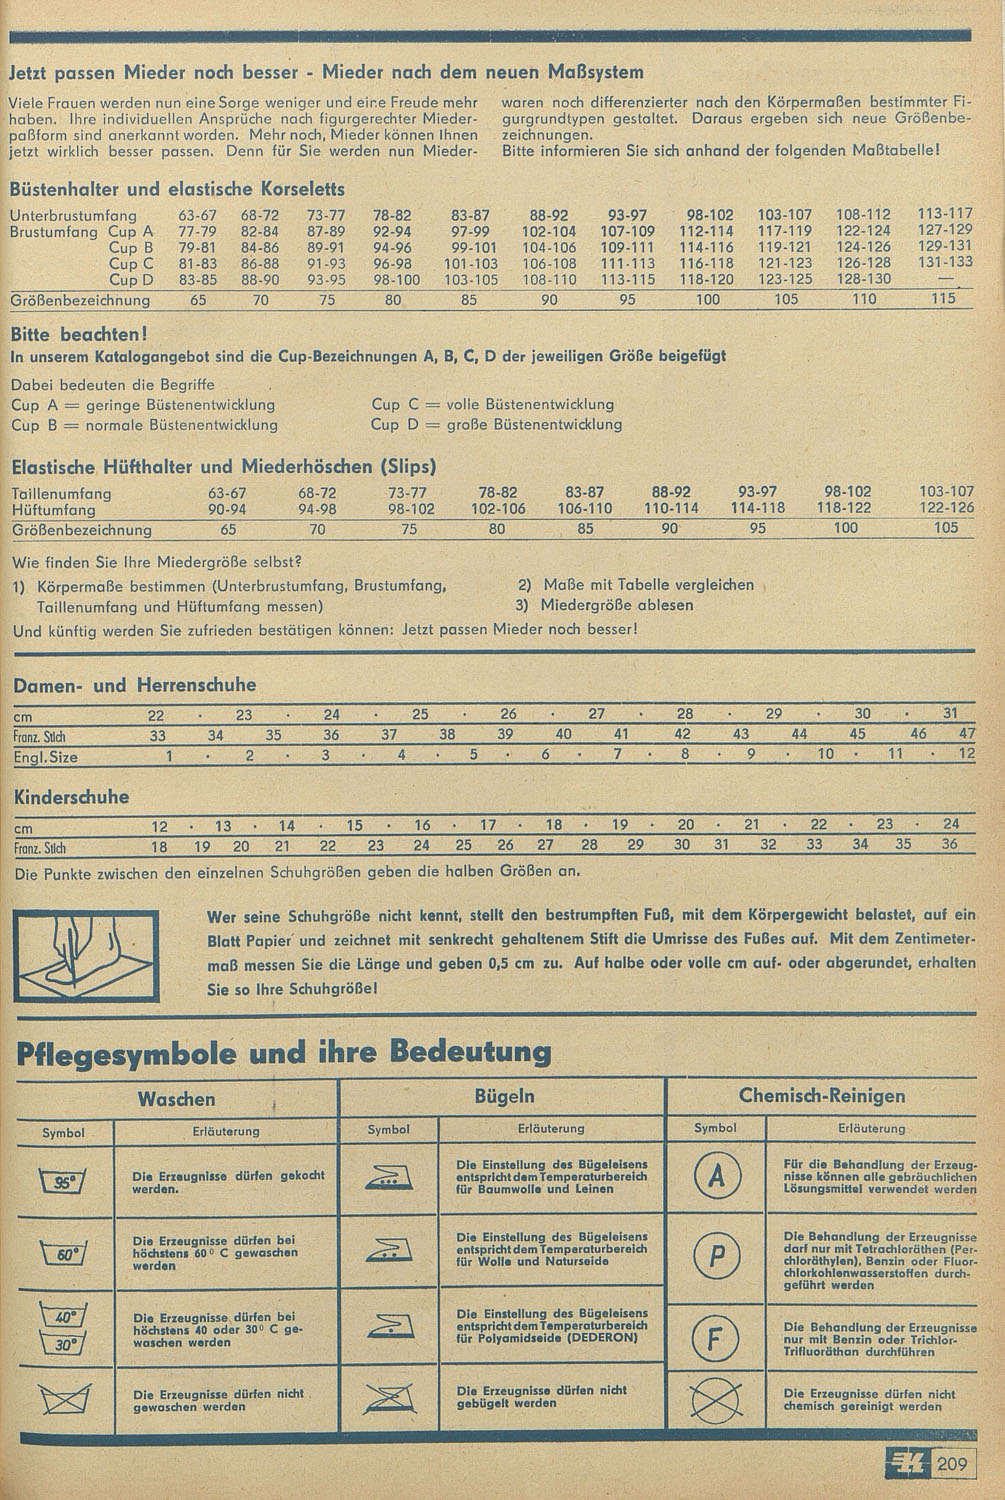 Jetzt passen Mieder noch besser - Mieder nach dem neuen Maßsystem
Viele Frauen werden nun eine Sorge weniger und eine Freude mehr
haben. Ihre individuellen Ansprüche nach figurgerechter Mieder-
paßform sind anerkannt worden. Mehr noch, Mieder können Ihnen
jetzt wirklich besser passen. Denn für Sie werden nun Mieder-
waren noch differenzierter nach den Körpermaßen bestimmter Fi-
gurgrundtypen gestaltet. Daraus ergeben sich neue Größenbe-
zeichnungen.
Bitte informieren Sie sich anhand der folgenden Maßtabelle!
Büstenhalter und elastische Korseletts
Unterbrustumfang 63-67 68-72 73-77 78-82 83-87 88-92 93-97 98-102 103-107 108-112 113-117
Brustumfang Cup A 77-79 82-84 87-89 92-94 97-99 102-104 107-109 112-114 117-119 122-124 127-129
Cup B 79-81 84-86 89-91 94-96 99-101 104-106 109-111 114-116 119-121 124-126 129-131
Cup C 81-83 86-88 91-93 96-98 101-103 106-108 111-113 116-118 121-123 126-128 131-133
Cup D 83-85 88-90 93-95 98-100 103-105 108-110 113-115 118-120 123-125 128-130 —
Größenbezeichnung 65 70 75 80 85 90 95 100 105 110 115
Bitte beachten!
In unserem Katalogangebot sind die Cup-Bezeichnungen A, B, C, D der jeweiligen Größe beigefügt
Dabei bedeuten die Begriffe
Cup A = geringe Büstenentwicklung
Cup B = normale Büstenentwicklung
Cup C = volle Büstenentwicklung
Cup D = große Büstenentwicklung
Elastische Hüfthalter und Miederhöschen (Slips)
Taillenumfang 63-67 68-72 73-77 78-82 83-87 88-92 93-97 98-102 103-107
Hüftumfang 90-94 94-98 98-102 102-106 106-110 110-114 114-118 118-122 122-126
Größenbezeichnung 65 70 75 80 85 90 95 100 105
Wie finden Sie Ihre Miedergröße selbst?
1) Körpermaße bestimmen (Unterbrustumfang, Brustumfang,
Taillenumfang und Hüftumfang messen)
2) Maße mit Tabelle vergleichen
3) Miedergröße ablesen
Und künftig werden Sie zufrieden bestätigen können: Jetzt passen Mieder noch besser!
Damen- und Herrenschuhe
cm 22 · 23 · 24 · 25 · 26 · 27 · 28 · 29 · 30 · 31
Franz. Stich 33 34 35 36 37 38 39 40 41 42 43 44 45 46 47
Engl. Size 1 · 2 · 3 · 4 · 5 · 6 · 7 · 8 · 9 · 10 · 11 · 12
Kinderschuhe
cm 12 · 13 · 14 · 15 · 16 · 17 · 18 · 19 · 20 · 21 · 22 · 23 · 24
Franz. Stich 18 19 20 21 22 23 24 25 26 27 28 29 30 31 32 33 34 35 36
Die Punkte zwischen den einzelnen Schuhgrößen geben die halben Größen an.
Wer seine Schuhgröße nicht kennt, stellt den bestrumpften Fuß, mit dem Körpergewicht belastet, auf ein
Blatt Papier und zeichnet mit senkrecht gehaltenem Stift die Umrisse des Fußes auf. Mit dem Zentimeter-
maß messen Sie die Länge und geben 0,5 cm zu. Auf halbe oder volle cm auf- oder abgerundet, erhalten
Sie so Ihre Schuhgröße!
Pflegesymbole und ihre Bedeutung
Waschen
Symbol Erläuterung
95°
Die Erzeugnisse dürfen gekocht
werden.
60°
Die Erzeugnisse dürfen bei
höchstens 60° C gewaschen
werden
40°
30°
Die Erzeugnisse dürfen bei
höchstens 40 oder 30° C ge-
waschen werden
Die Erzeugnisse dürfen nicht
gewaschen werden
Bügeln
Symbol Erläuterung
Die Einstellung des Bügeleisens
entspricht dem Temperaturbereich
für Baumwolle und Leinen
Die Einstellung des Bügeleisens
entspricht dem Temperaturbereich
für Wolle und Naturseide
Die Einstellung des Bügeleisens
entspricht dem Temperaturbereich
für Polyamidseide (DEDERON)
Die Erzeugnisse dürfen nicht
gebügelt werden
Chemisch-Reinigen
Symbol Erläuterung
A
Für die Behandlung der Erzeug-
nisse können alle gebräuchlichen
Lösungsmittel verwendet werden
P
Die Behandlung der Erzeugnisse
darf nur mit Tetrachloräthen (Per-
chloräthylen), Benzin oder Fluor-
chlorkohlenwasserstoffen durch-
geführt werden
F
Die Behandlung der Erzeugnisse
nur mit Benzin oder Trichlor-
Trifluoräthan durchführen
Die Erzeugnisse dürfen nicht
chemisch gereinigt werden
209